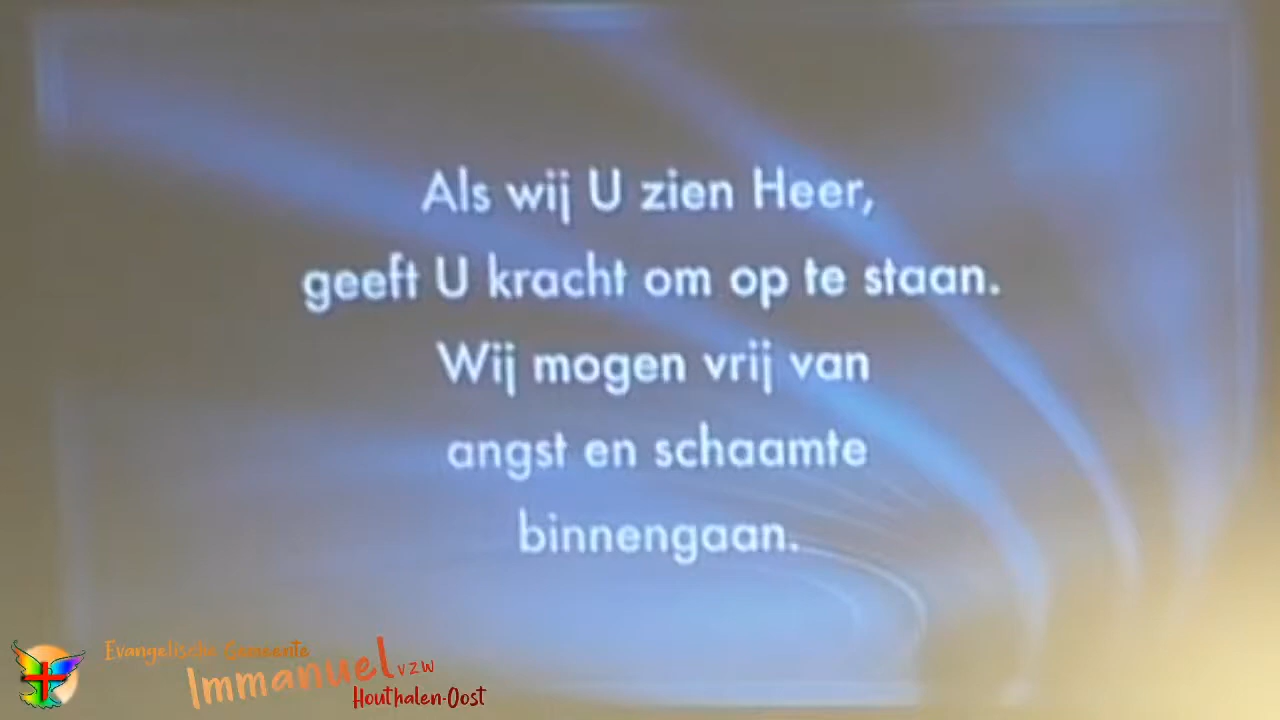 Als wij U zien Heer,
geeft U kracht om op te staan.
Wij mogen vrij van
angst en schaamte
binnengaan.
Evangelische Gemeente
Immanuel vzw
Houthalen-Oost